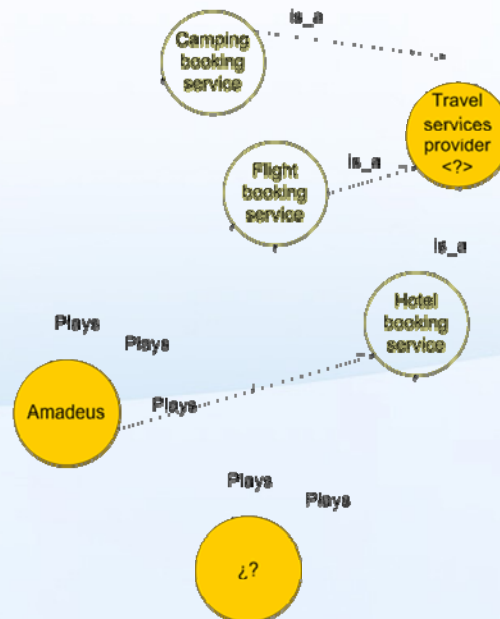 is_a
Camping
booking
service
Travel
services
provider
<?>
is_a
Flight
booking
service
is_a
Hotel
booking
service
Plays
Plays
Amadeus
Plays
Plays
Plays
¿?